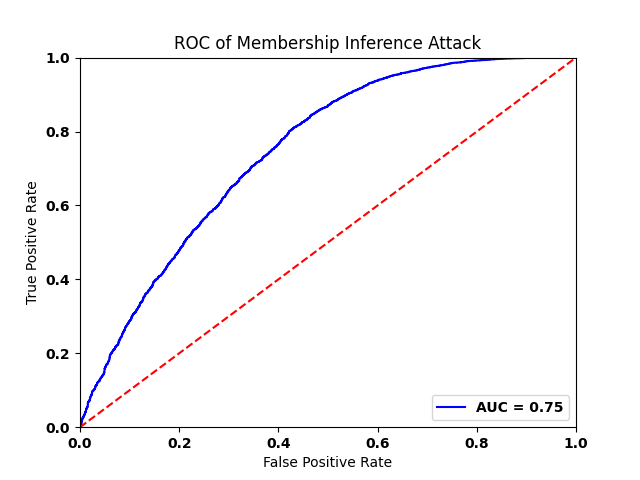 ROC of Membership Inference Attack
True Positive Rate
1.0
0.8
0.6
0.4
0.2
0.0
AUC = 0.75
0.0 0.2 0.4 0.6 0.8 1.0
False Positive Rate